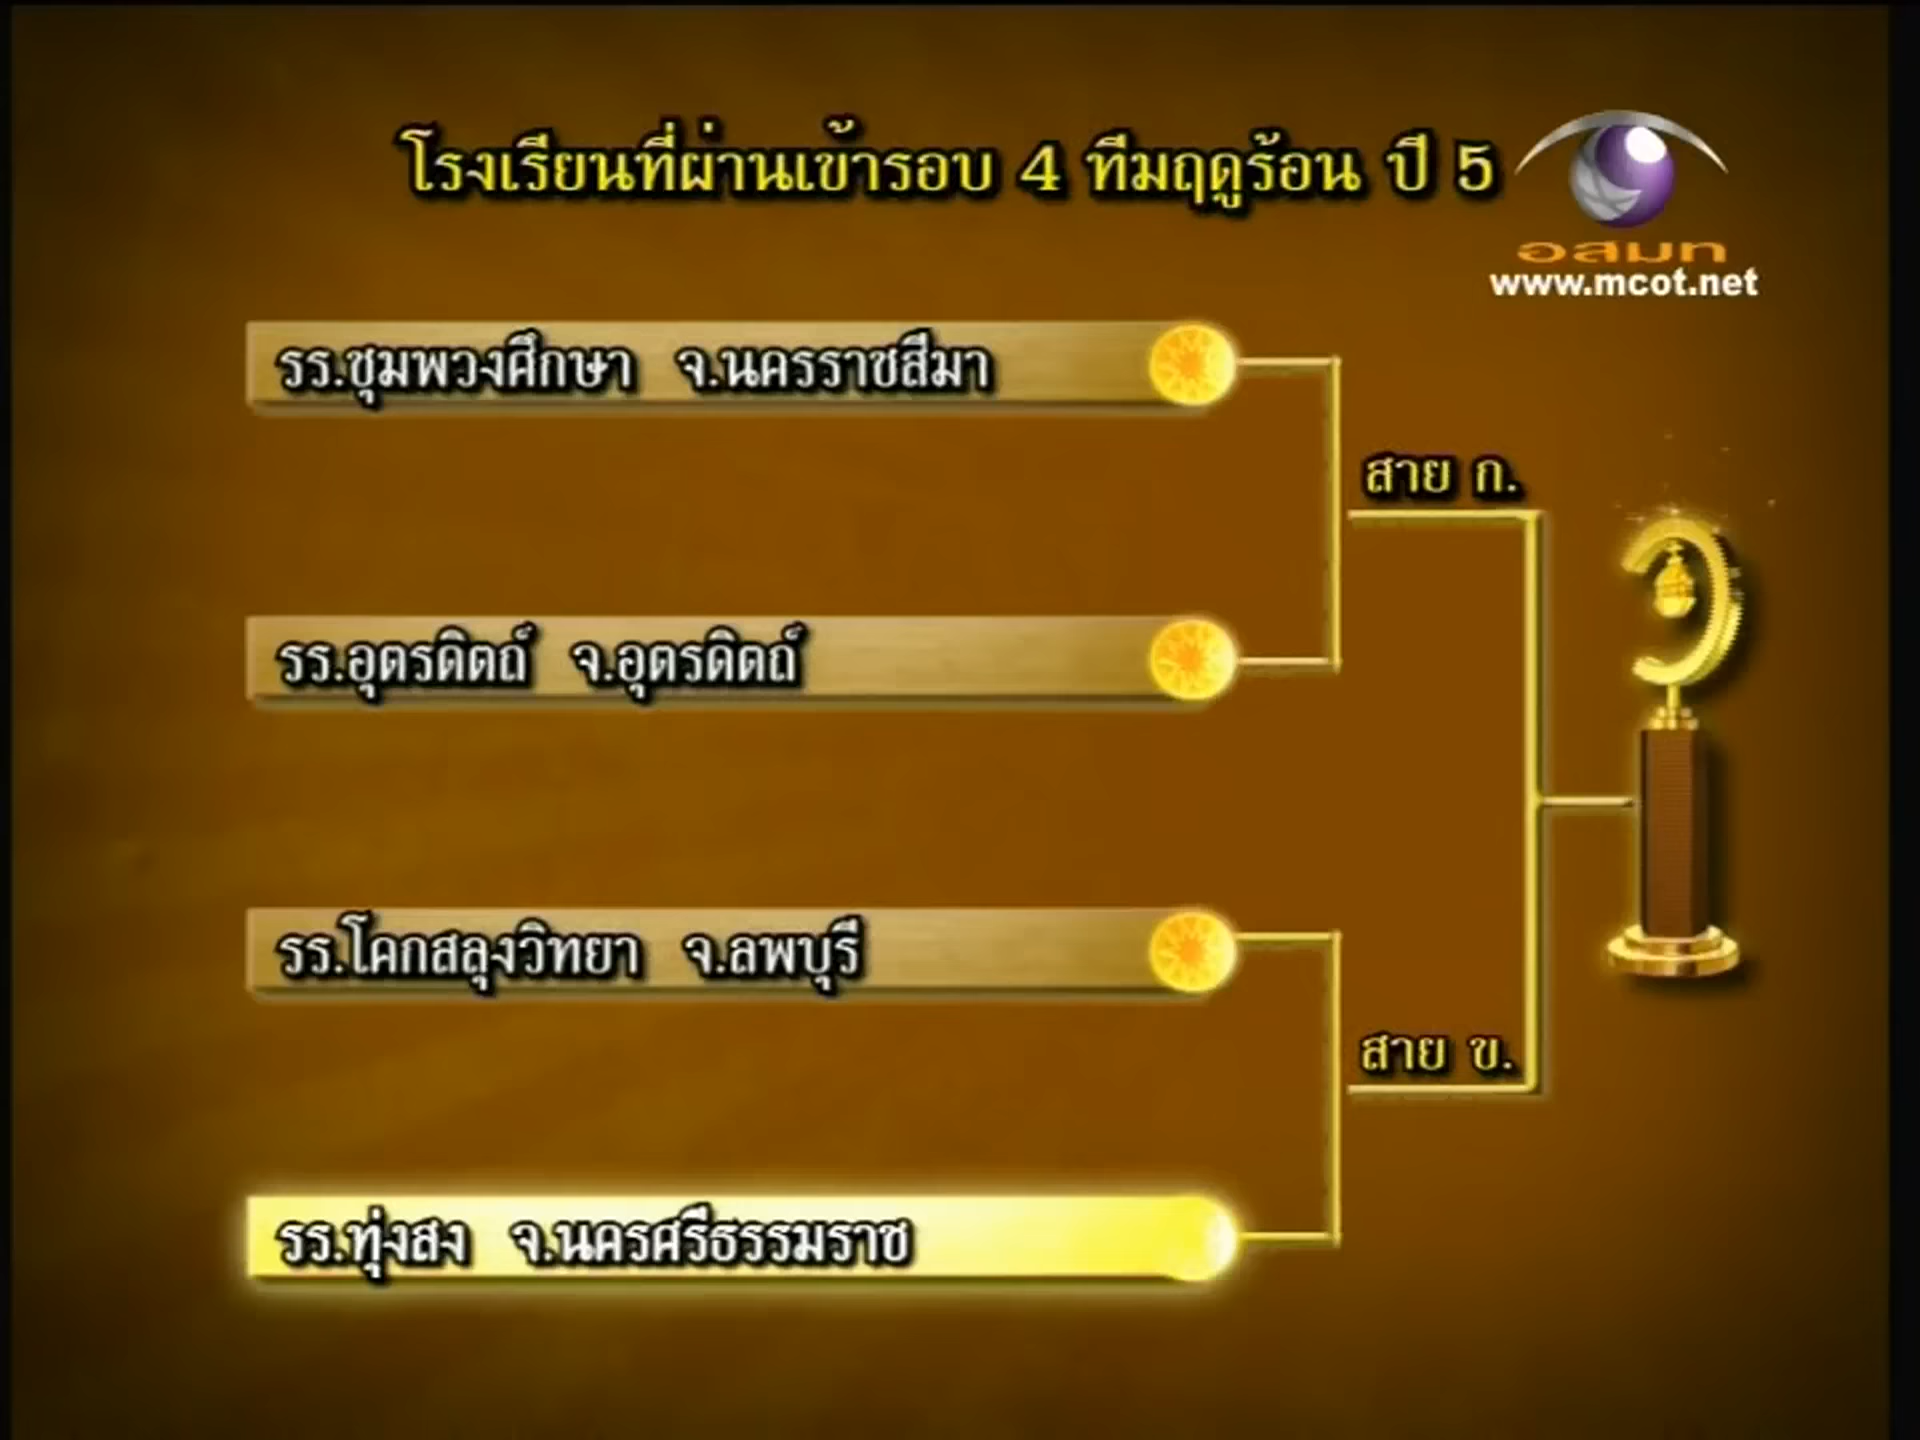 โรงเรียนที่ผ่านเข้ารอบ 4 ทีมฤดูร้อน ปี 5
อสมท
www.mcot.net
รร.ชุมพวงศึกษา จ.นครราชสีมา
สาย ก.
รร.อุตรดิตถ์ จ.อุตรดิตถ์
รร.โคกสลุงวิทยา จ.ลพบุรี
สาย ข.
รร.ทุ่งสง จ.นครศรีธรรมราช